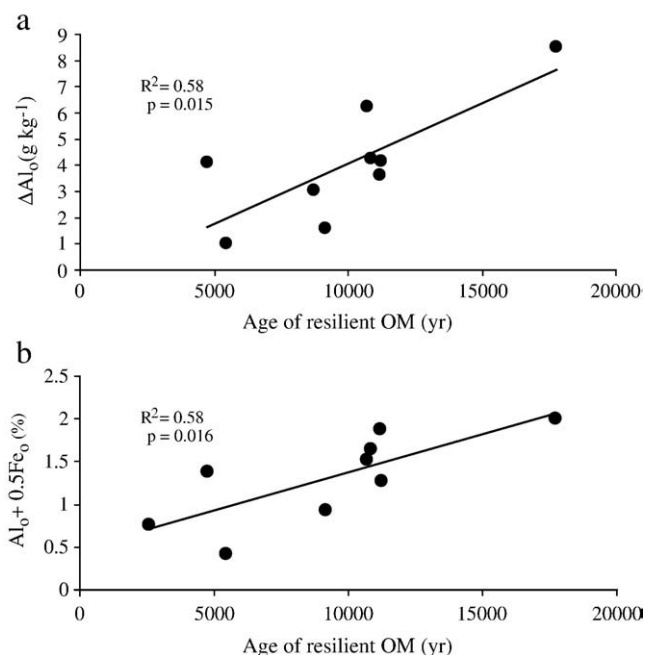 a
9
8
7
6
5
4
3
2
1
0
ΔAlₒ(g kg⁻¹)
R²= 0.58
p = 0.015
0 5000 10000 15000 20000
Age of resilient OM (yr)
b
2.5
2
1.5
1
0.5
0
Alₒ+ 0.5Feₒ (%)
R²= 0.58
p = 0.016
0 5000 10000 15000 20000
Age of resilient OM (yr)